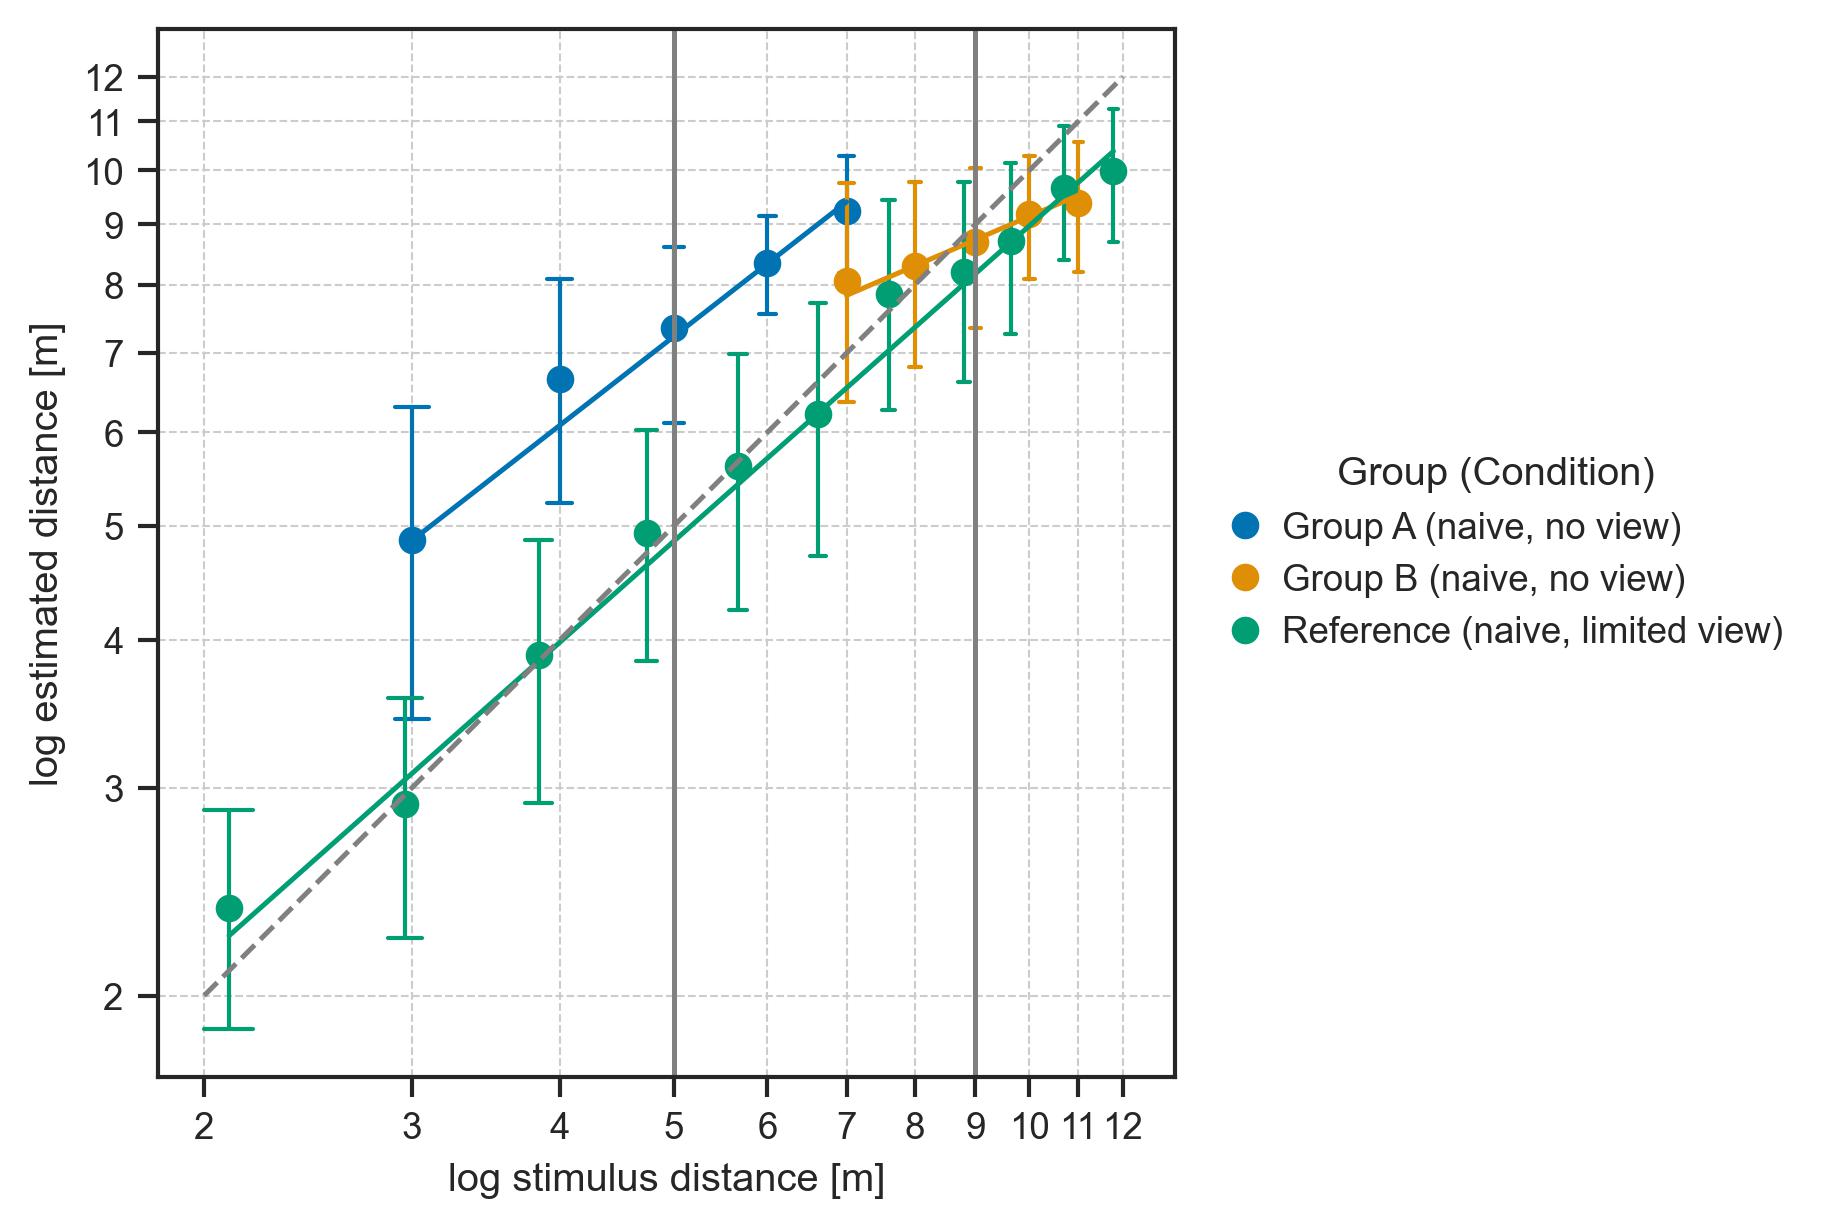 12
11
10
9
8
7
6
5
4
3
2
log estimated distance [m]
2 3 4 5 6 7 8 9 10 11 12
log stimulus distance [m]
Group (Condition)
Group A (naive, no view)
Group B (naive, no view)
Reference (naive, limited view)